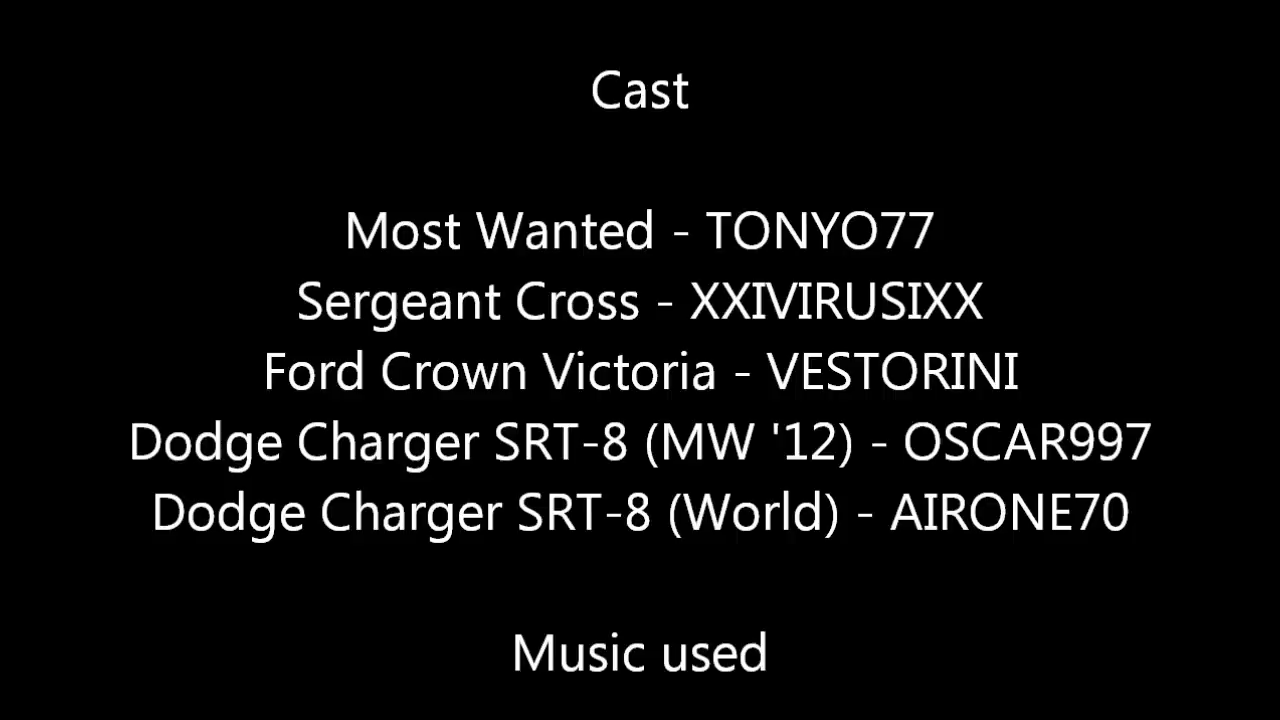 Cast
Most Wanted - TONYO77
Sergeant Cross - XXIVIRUSIXX
Ford Crown Victoria - VESTORINI
Dodge Charger SRT-8 (MW '12) - OSCAR997
Dodge Charger SRT-8 (World) - AIRONE70
Music used